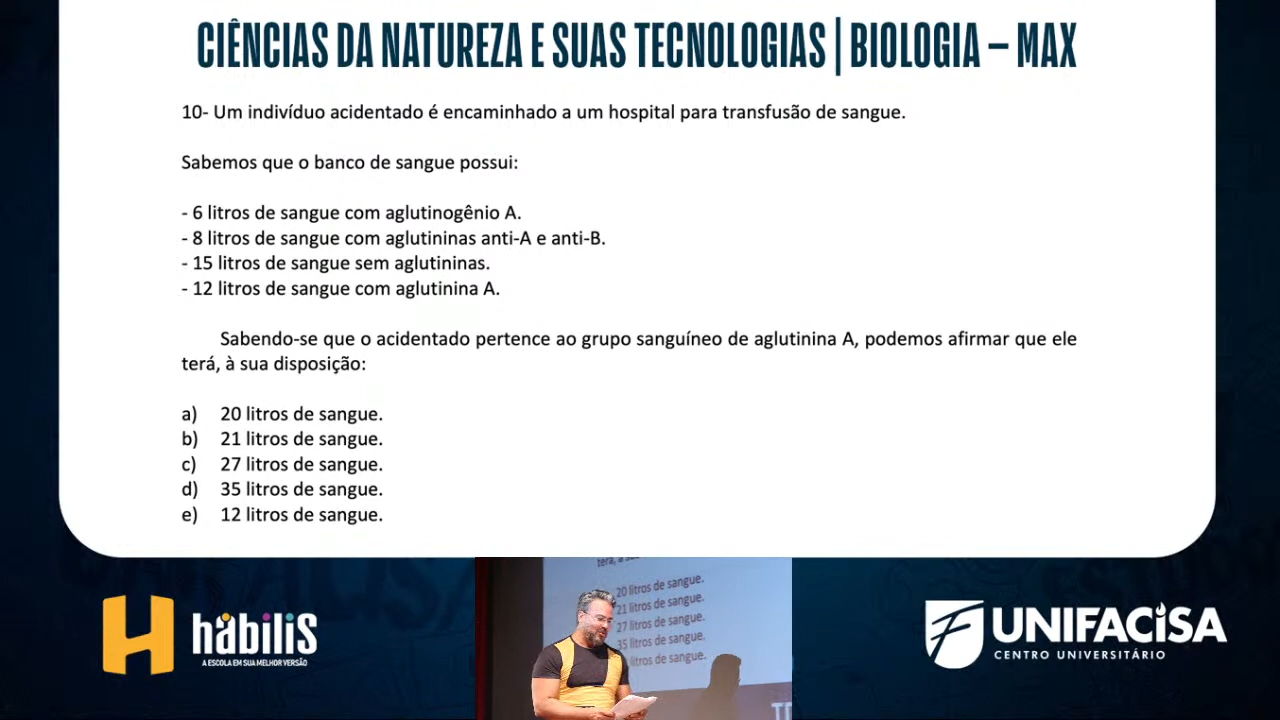 CIÊNCIAS DA NATUREZA E SUAS TECNOLOGIAS | BIOLOGIA – MAX
10- Um indivíduo acidentado é encaminhado a um hospital para transfusão de sangue.
Sabemos que o banco de sangue possui:
- 6 litros de sangue com aglutinogênio A.
- 8 litros de sangue com aglutininas anti-A e anti-B.
- 15 litros de sangue sem aglutininas.
- 12 litros de sangue com aglutinina A.
Sabendo-se que o acidentado pertence ao grupo sanguíneo de aglutinina A, podemos afirmar que ele
terá, à sua disposição:
a) 20 litros de sangue.
b) 21 litros de sangue.
c) 27 litros de sangue.
d) 35 litros de sangue.
e) 12 litros de sangue.
20 litros de sangue.
21 litros de sangue.
27 litros de sangue.
35 litros de sangue.
litros de sangue.
H hábilis
A ESCOLA EM SUA MELHOR VERSÃO
UNIFACISA
CENTRO UNIVERSITÁRIO